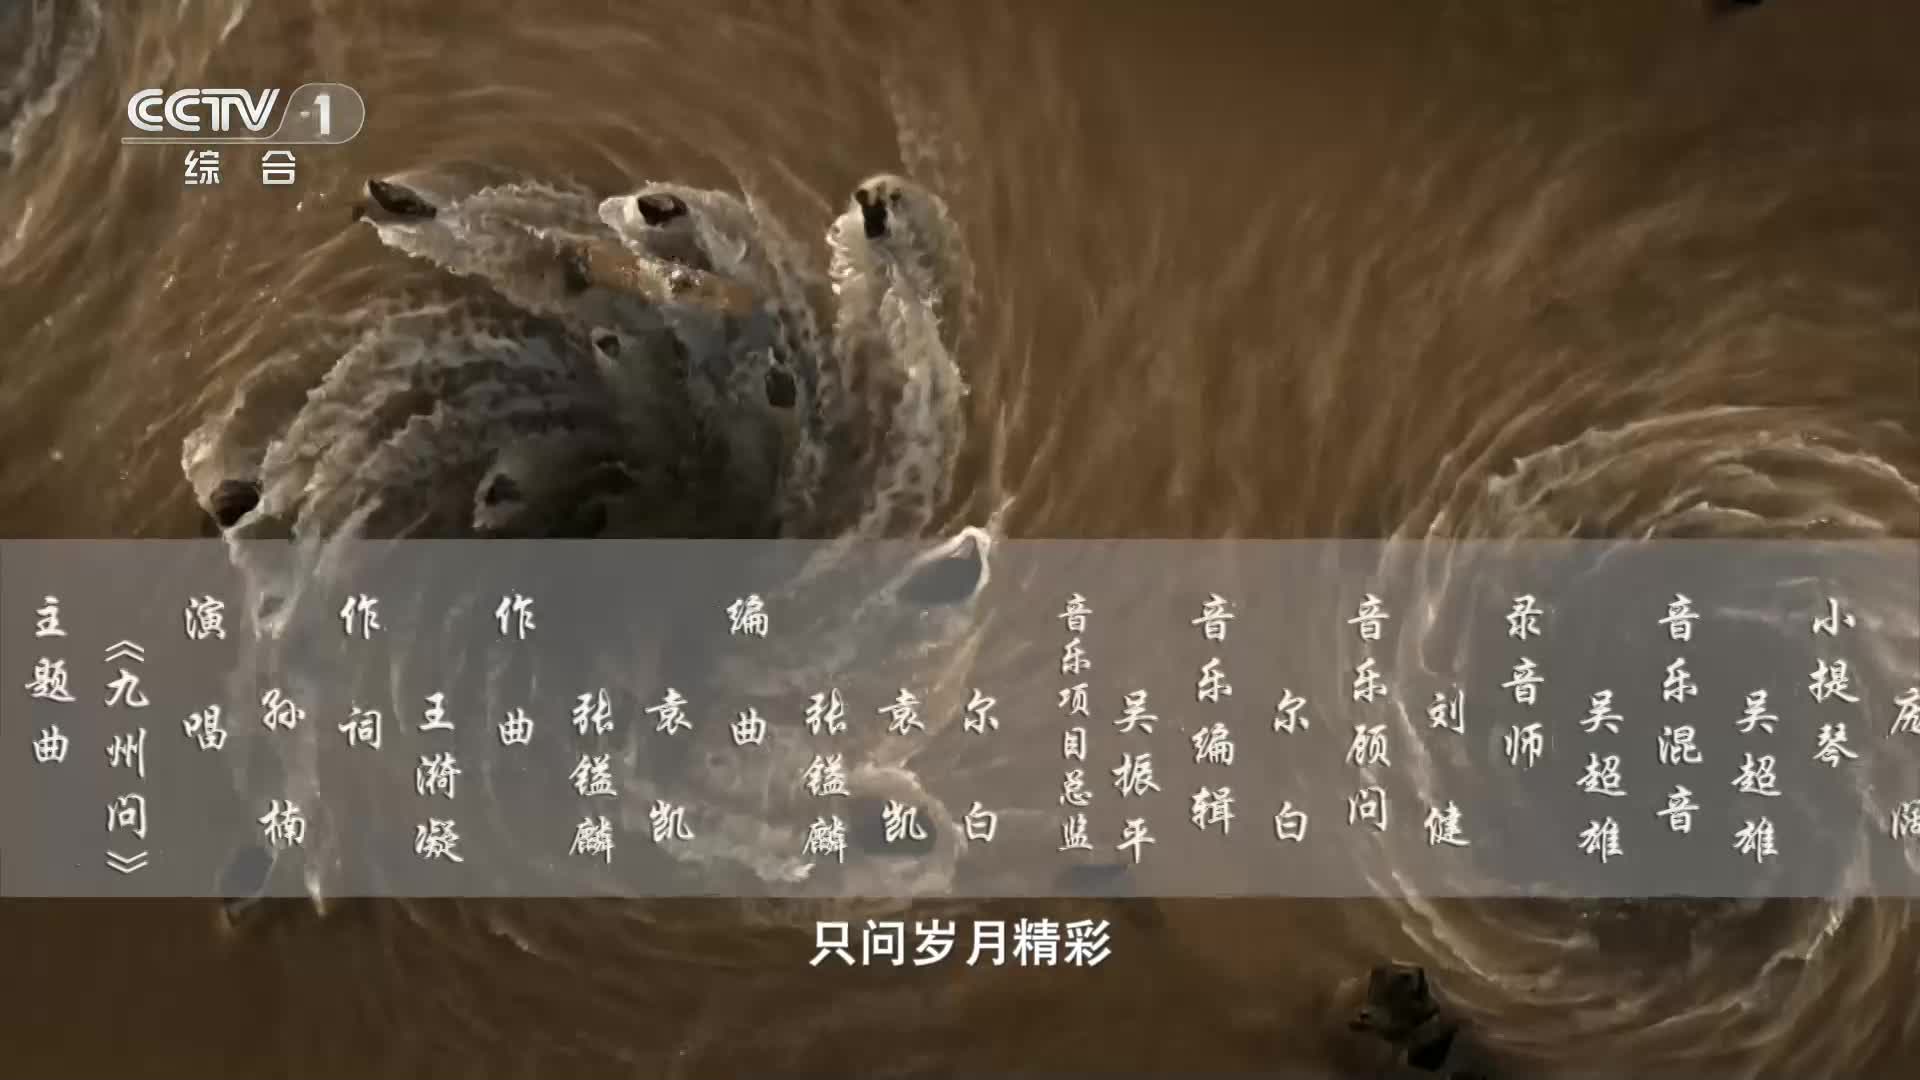 CCTV-1
综合
主题曲
《九州问》
演唱
孙楠
作词
王漪凝
作曲
张镒麟
袁凯
编曲
张镒麟
袁凯
尔白
音乐项目总监
吴振平
音乐编辑
尔白
音乐顾问
刘健
录音师
吴超雄
音乐混音
吴超雄
小提琴
只问岁月精彩